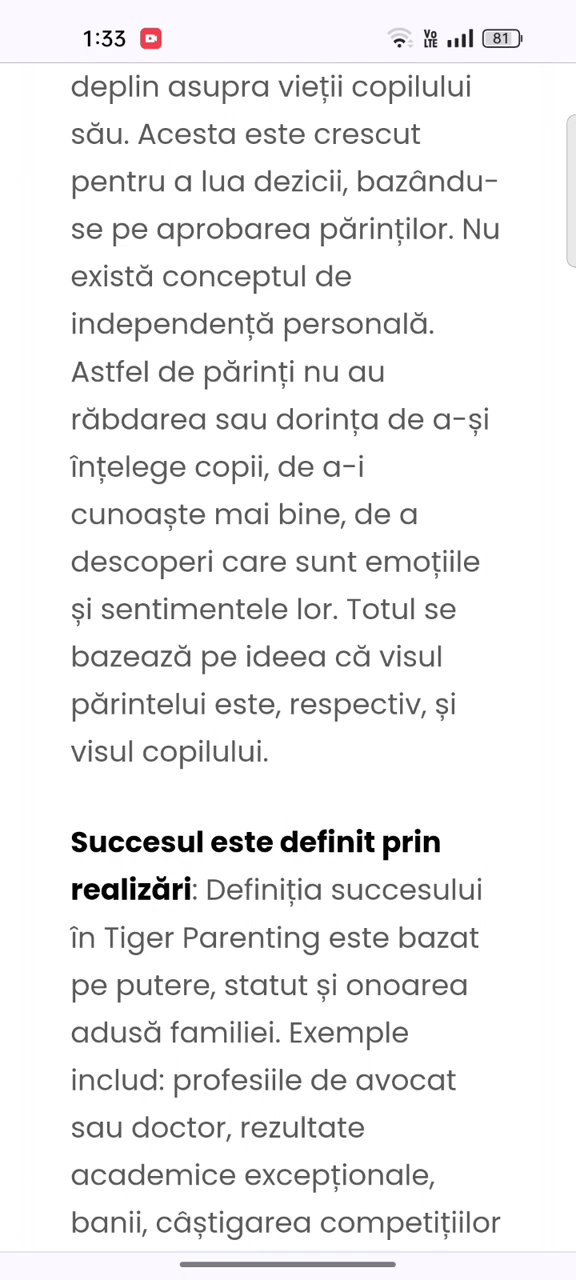 1:33
Vo
LTE
81
deplin asupra vieții copilului
său. Acesta este crescut
pentru a lua dezicii, bazându-
se pe aprobarea părinților. Nu
există conceptul de
independență personală.
Astfel de părinți nu au
răbdarea sau dorința de a-și
înțelege copii, de a-i
cunoaște mai bine, de a
descoperi care sunt emoțiile
și sentimentele lor. Totul se
bazează pe ideea că visul
părintelui este, respectiv, și
visul copilului.
Succesul este definit prin
realizări: Definiția succesului
în Tiger Parenting este bazat
pe putere, statut și onoarea
adusă familiei. Exemple
includ: profesiile de avocat
sau doctor, rezultate
academice excepționale,
banii, câștigarea competițiilor